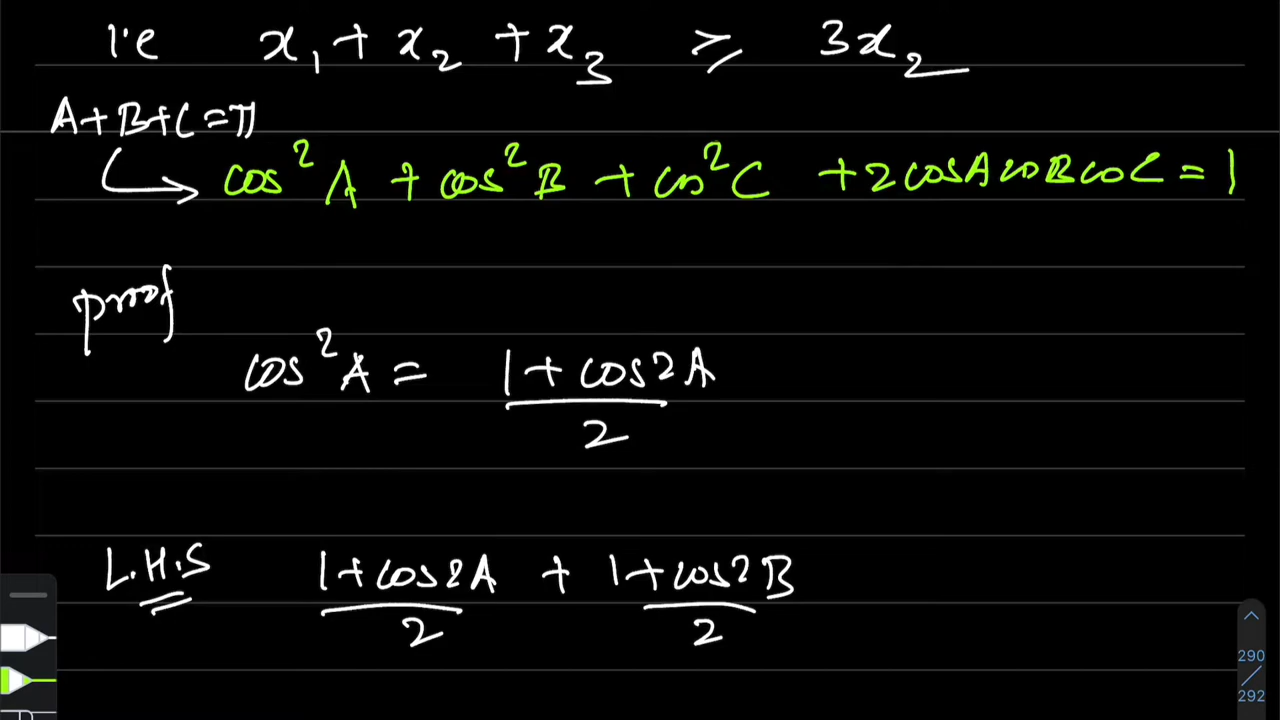 i.e x₁ + x₂ + x₃ ≥ 3x₂
A+B+C=π
cos²A + cos²B + cos²C + 2cosAcosBcosC = 1
proof
cos²A = (1 + cos2A)/2
L.H.S (1+cos2A)/2 + (1+cos2B)/2
290
/
292